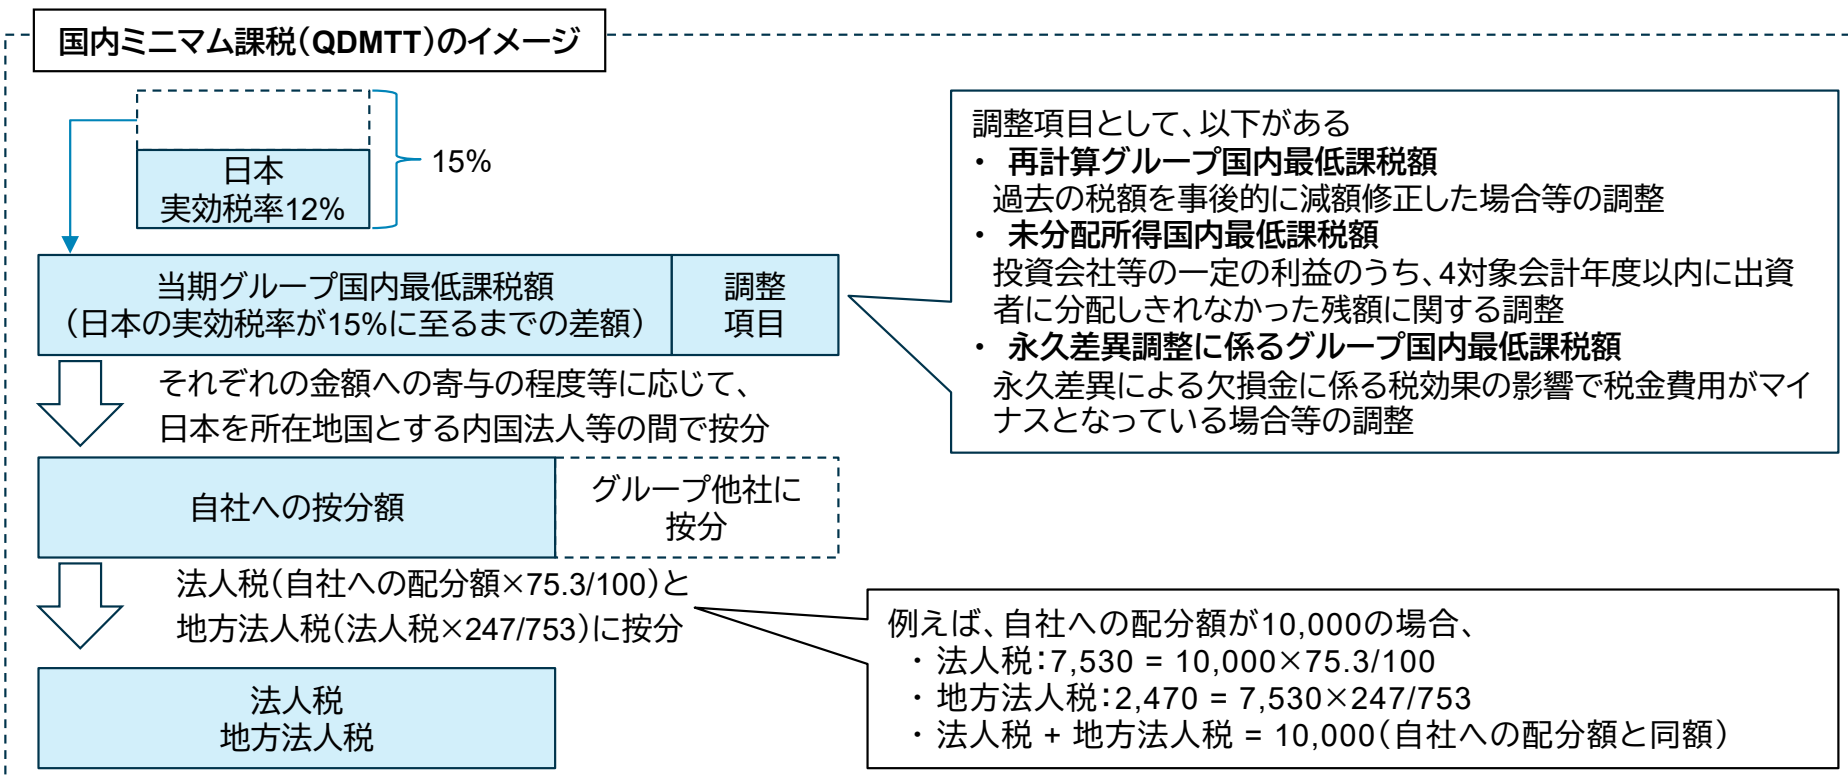 国内ミニマム課税（QDMTT）のイメージ
15%
日本
実効税率12%
当期グループ国内最低課税額
（日本の実効税率が15%に至るまでの差額）
調整
項目
調整項目として、以下がある
・ 再計算グループ国内最低課税額
過去の税額を事後的に減額修正した場合等の調整
・ 未分配所得国内最低課税額
投資会社等の一定の利益のうち、4対象会計年度以内に出資
者に分配しきれなかった残額に関する調整
・ 永久差異調整に係るグループ国内最低課税額
永久差異による欠損金に係る税効果の影響で税金費用がマイ
ナスとなっている場合等の調整
それぞれの金額への寄与の程度等に応じて、
日本を所在地国とする内国法人等の間で按分
自社への按分額
グループ他社に
按分
法人税（自社への配分額×75.3/100）と
地方法人税（法人税×247/753）に按分
例えば、自社への配分額が10,000の場合、
・ 法人税：7,530 = 10,000×75.3/100
・ 地方法人税：2,470 = 7,530×247/753
・ 法人税 + 地方法人税 = 10,000（自社への配分額と同額）
法人税
地方法人税